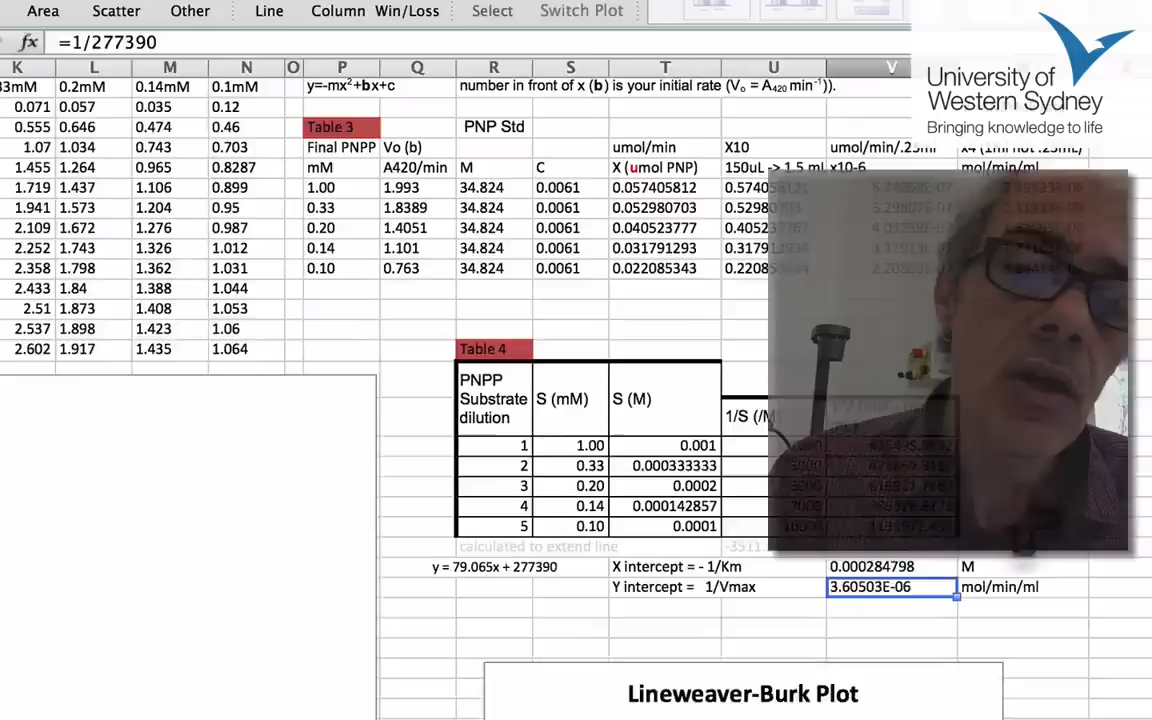 Area Scatter Other Line Column Win/Loss Select Switch Plot
fx =1/277390
University of
Western Sydney
Bringing knowledge to life
K L M N O P Q R S T U V
33mM 0.2mM 0.14mM 0.1mM y=-mx²+bx+c number in front of x (b) is your initial rate (Vₒ = A₄₂₀ min⁻¹)).
0.071 0.057 0.035 0.12
0.555 0.646 0.474 0.46 Table 3 PNP Std
1.07 1.034 0.743 0.703 Final PNPP Vo (b) umol/min X10 umol/min/.25ml x4 (1ml not .25mL)
1.455 1.264 0.965 0.8287 mM A420/min M C X (umol PNP) 150uL -> 1.5 mL x10-6 mol/min/ml
1.719 1.437 1.106 0.899 1.00 1.993 34.824 0.0061 0.057405812 0.574058121
1.941 1.573 1.204 0.95 0.33 1.8389 34.824 0.0061 0.052980703
2.109 1.672 1.276 0.987 0.20 1.4051 34.824 0.0061 0.040523777
2.252 1.743 1.326 1.012 0.14 1.101 34.824 0.0061 0.031791293
2.358 1.798 1.362 1.031 0.10 0.763 34.824 0.0061 0.022085343
2.433 1.84 1.388 1.044
2.51 1.873 1.408 1.053
2.537 1.898 1.423 1.06
2.602 1.917 1.435 1.064 Table 4
PNPP
Substrate
dilution S (mM) S (M) 1/S (/M
1 1.00 0.001
2 0.33 0.000333333
3 0.20 0.0002
4 0.14 0.000142857
5 0.10 0.0001
calculated to extend line -3511.
y = 79.065x + 277390 X intercept = - 1/Km 0.000284798 M
Y intercept = 1/Vmax 3.60503E-06 mol/min/ml
Lineweaver-Burk Plot